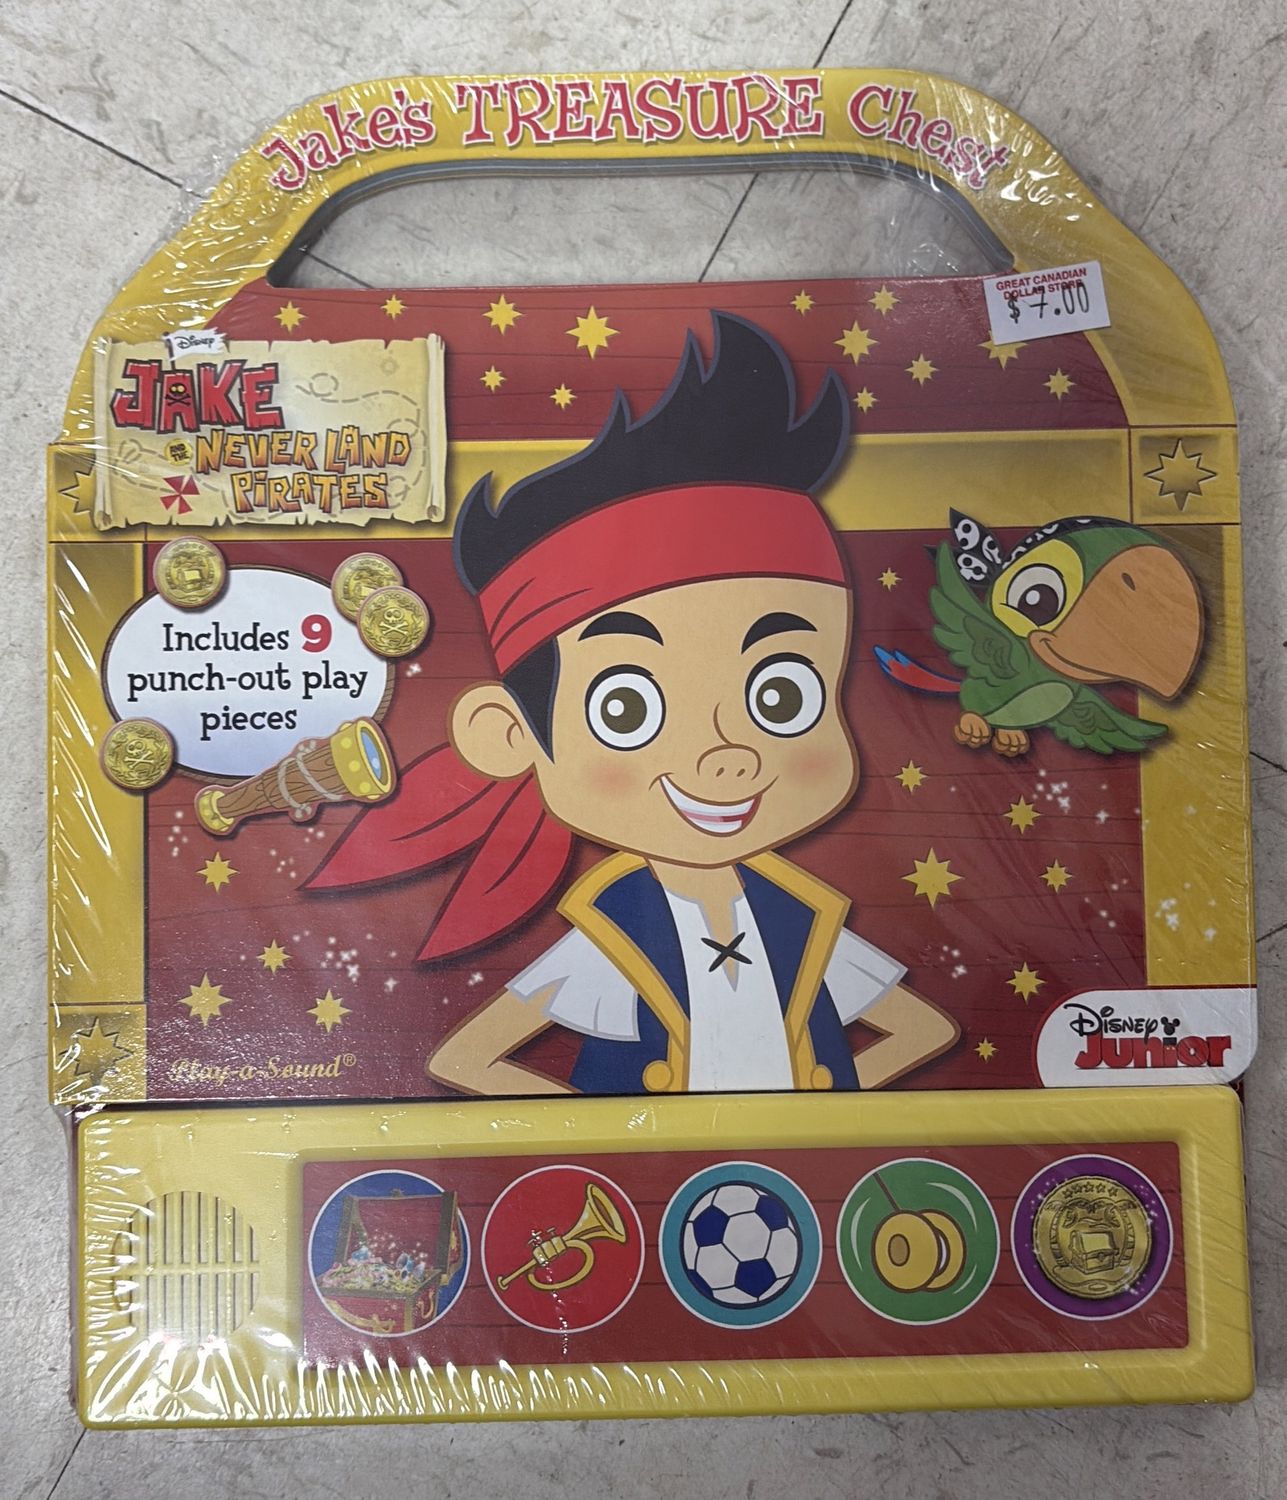 Jake's TREASURE Chest
GREAT CANADIAN
DOLLAR STORE
$ 7.00
Disney
JAKE
AND THE
NEVER LAND
PIRATES
Includes 9
punch-out play
pieces
Play-a-Sound®
Disney
Junior